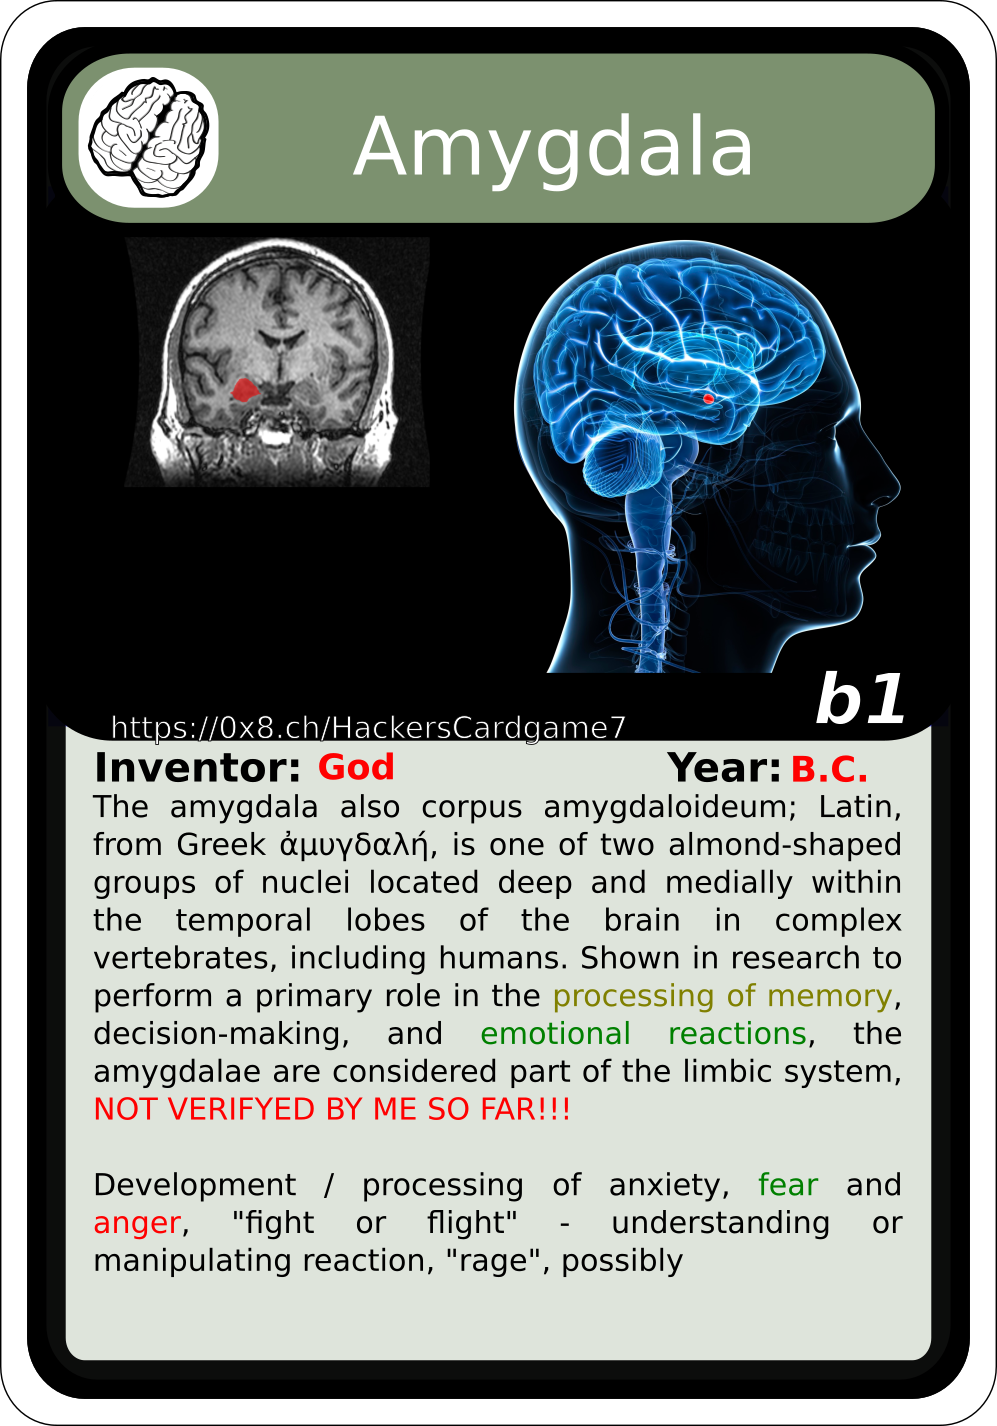 Amygdala
b1
https://0x8.ch/HackersCardgame7
Inventor: God Year: B.C.
The amygdala also corpus amygdaloideum; Latin,
from Greek ἀμυγδαλή, is one of two almond-shaped
groups of nuclei located deep and medially within
the temporal lobes of the brain in complex
vertebrates, including humans. Shown in research to
perform a primary role in the processing of memory,
decision-making, and emotional reactions, the
amygdalae are considered part of the limbic system,
NOT VERIFYED BY ME SO FAR!!!
Development / processing of anxiety, fear and
anger, "fight or flight" - understanding or
manipulating reaction, "rage", possibly